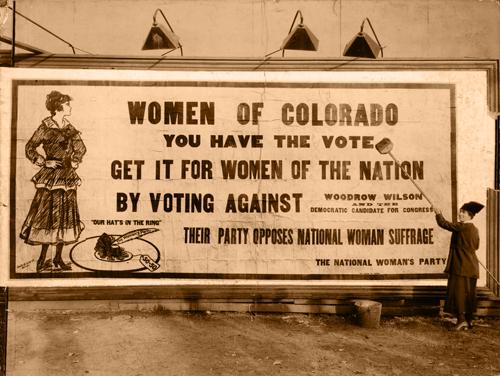 WOMEN OF COLORADO
YOU HAVE THE VOTE
GET IT FOR WOMEN OF THE NATION
BY VOTING AGAINST WOODROW WILSON
AND THE
DEMOCRATIC CANDIDATE FOR CONGRESS
"OUR HAT'S IN THE RING"
THEIR PARTY OPPOSES NATIONAL WOMAN SUFFRAGE
THE NATIONAL WOMAN'S PARTY